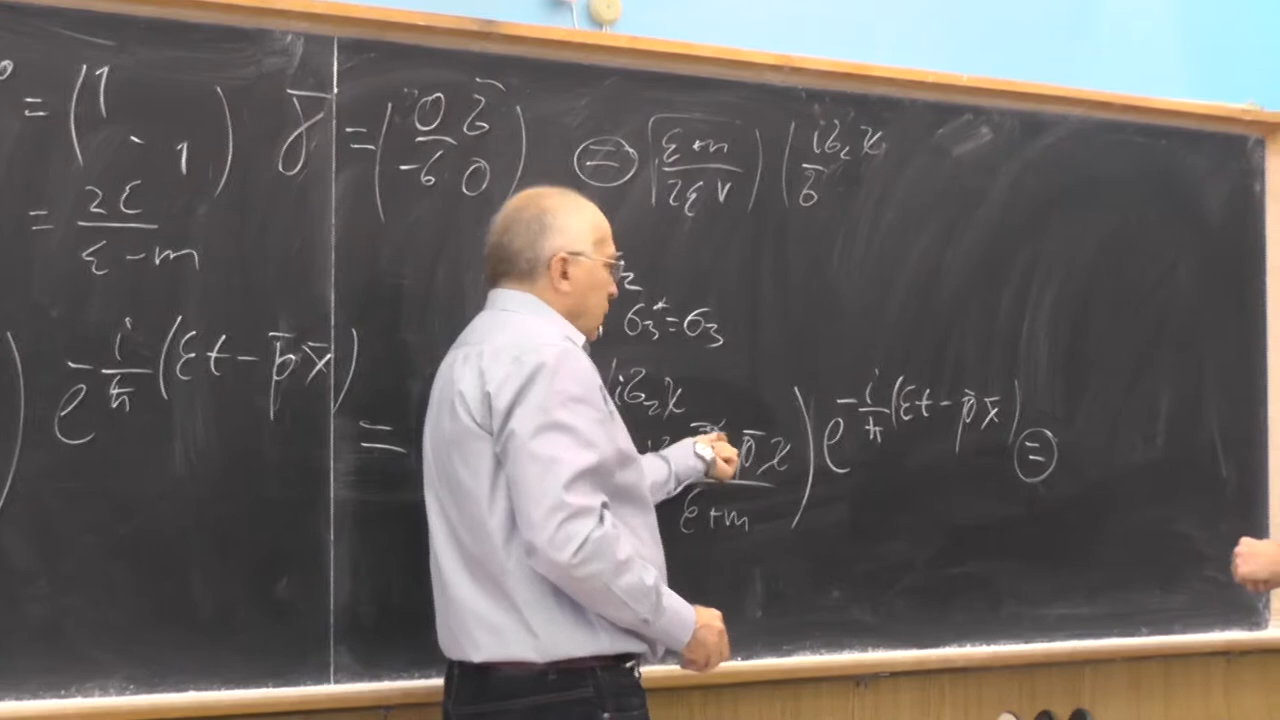 = (1 -1) γ̄ = (0 σ̄ -σ 0) ⊜ √(ε+m / 2εV) (iσ₂χ σ̄
= 2ε / ε-m
σ₃* = σ₃
) e^{-i/ħ (εt - p̄x̄)} =
iσ₂χ
p̄χ / ε+m ) e^{-i/ħ (εt - p̄x̄)} ⊜